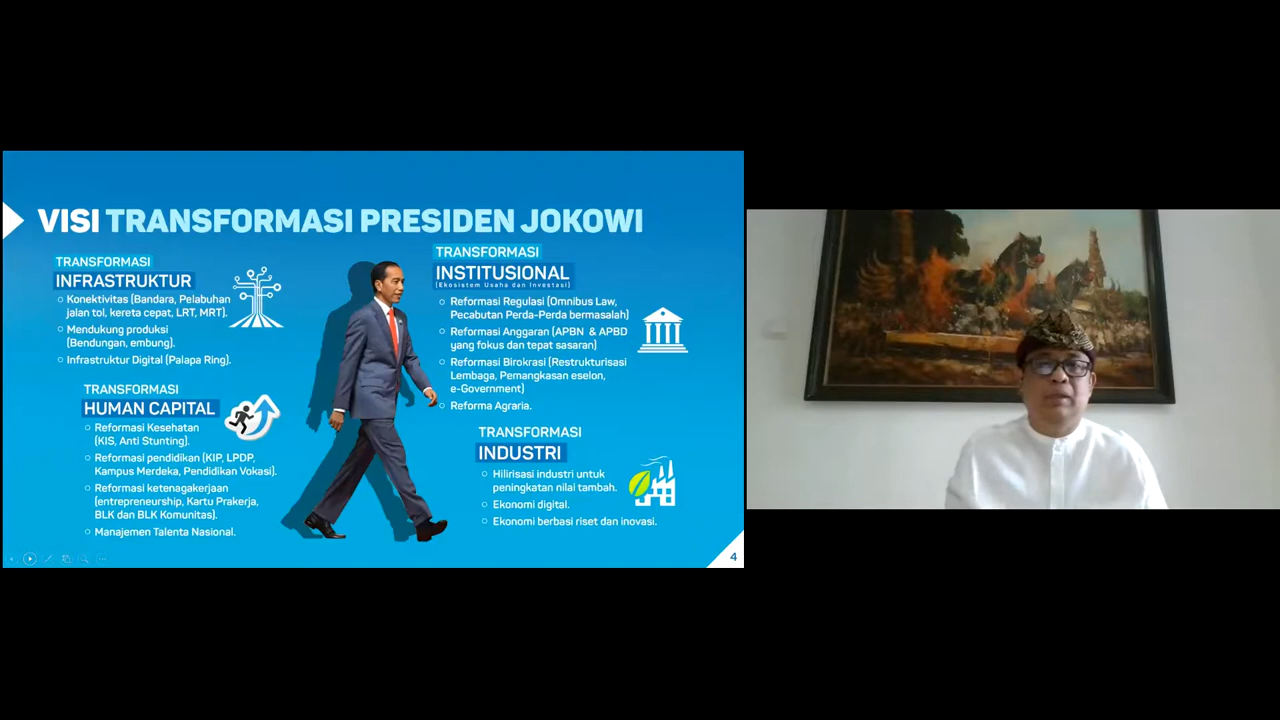 VISI TRANSFORMASI PRESIDEN JOKOWI
TRANSFORMASI
INFRASTRUKTUR
Konektivitas (Bandara, Pelabuhan
jalan tol, kereta cepat, LRT, MRT).
Mendukung produksi
(Bendungan, embung).
Infrastruktur Digital (Palapa Ring).
TRANSFORMASI
HUMAN CAPITAL
Reformasi Kesehatan
(KIS, Anti Stunting).
Reformasi pendidikan (KIP, LPDP,
Kampus Merdeka, Pendidikan Vokasi).
Reformasi ketenagakerjaan
(entrepreneurship, Kartu Prakerja,
BLK dan BLK Komunitas).
Manajemen Talenta Nasional.
TRANSFORMASI
INSTITUSIONAL
(Ekosistem Usaha dan Investasi)
Reformasi Regulasi (Omnibus Law,
Pecabutan Perda-Perda bermasalah)
Reformasi Anggaran (APBN & APBD
yang fokus dan tepat sasaran)
Reformasi Birokrasi (Restrukturisasi
Lembaga, Pemangkasan eselon,
e-Government)
Reforma Agraria.
TRANSFORMASI
INDUSTRI
Hilirisasi industri untuk
peningkatan nilai tambah.
Ekonomi digital.
Ekonomi berbasi riset dan inovasi.
4